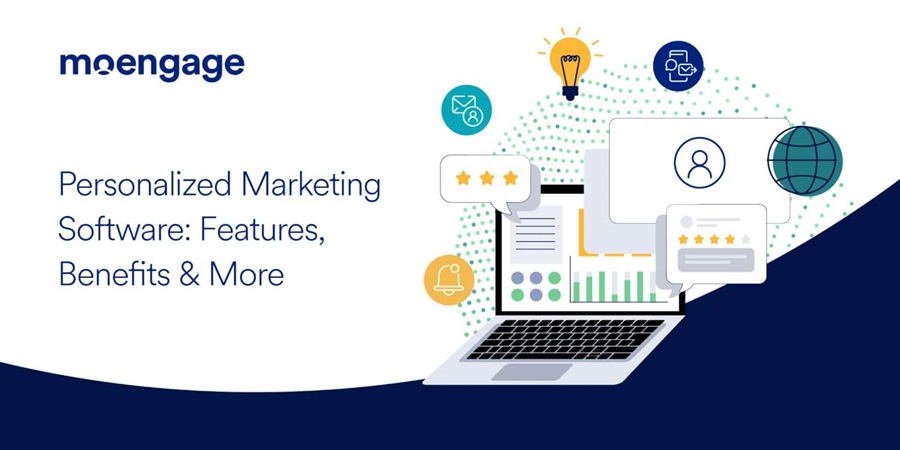 moengage
Personalized Marketing
Software: Features,
Benefits & More